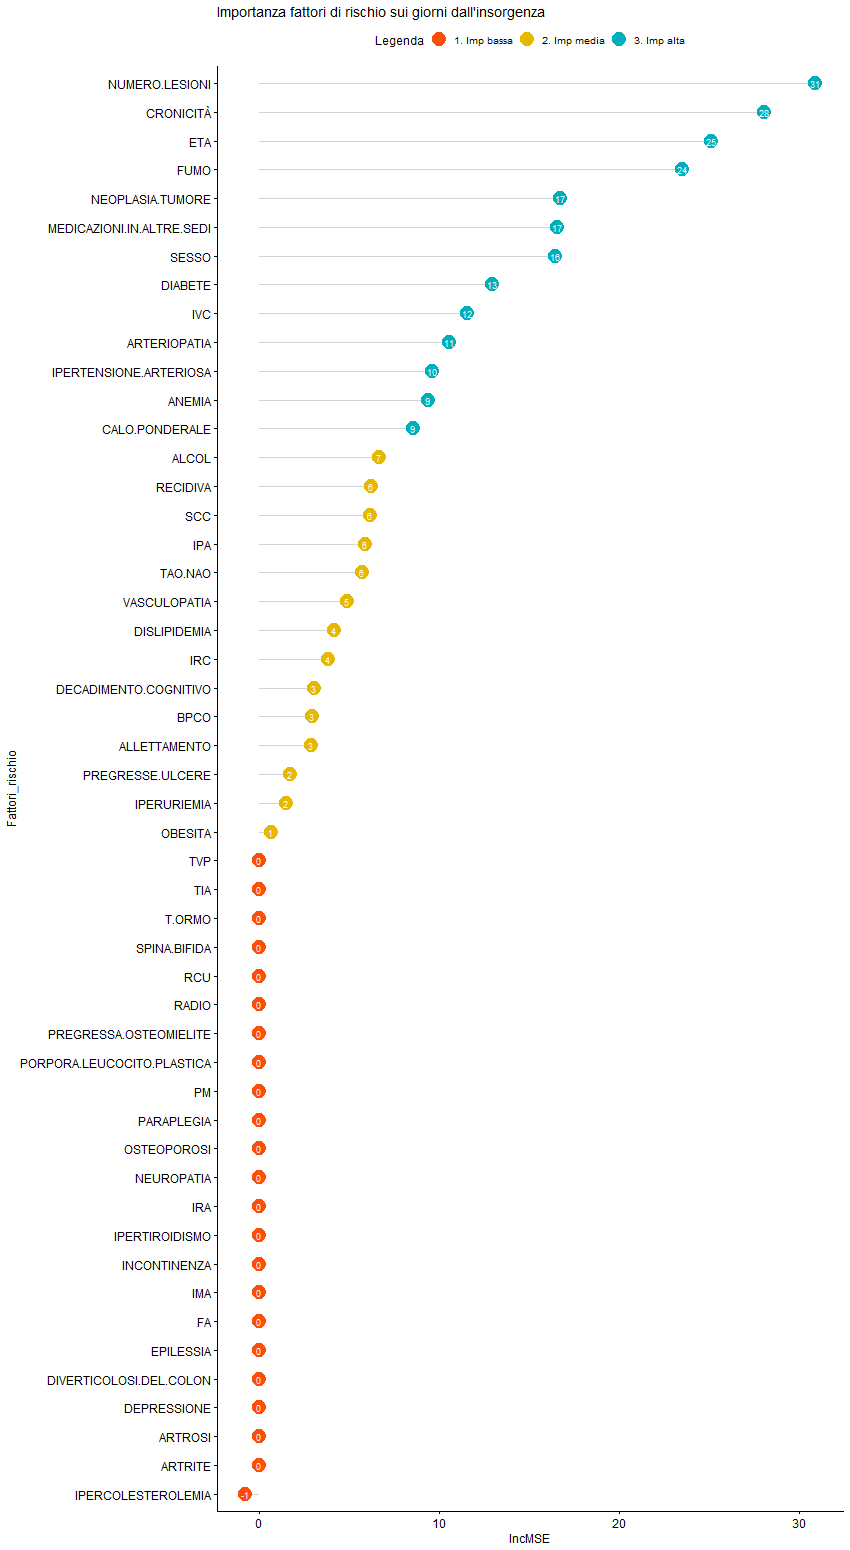 Importanza fattori di rischio sui giorni dall'insorgenza
Legenda 1. Imp bassa 2. Imp media 3. Imp alta
NUMERO.LESIONI 31
CRONICITÀ 28
ETA 25
FUMO 24
NEOPLASIA.TUMORE 17
MEDICAZIONI.IN.ALTRE.SEDI 17
SESSO 16
DIABETE 13
IVC 12
ARTERIOPATIA 11
IPERTENSIONE.ARTERIOSA 10
ANEMIA 9
CALO.PONDERALE 9
ALCOL 7
RECIDIVA 6
SCC 6
IPA 6
TAO.NAO 6
VASCULOPATIA 5
DISLIPIDEMIA 4
IRC 4
DECADIMENTO.COGNITIVO 3
BPCO 3
ALLETTAMENTO 3
PREGRESSE.ULCERE 2
IPERURIEMIA 2
OBESITA 1
TVP 0
TIA 0
T.ORMO 0
SPINA.BIFIDA 0
RCU 0
RADIO 0
PREGRESSA.OSTEOMIELITE 0
PORPORA.LEUCOCITO.PLASTICA 0
PM 0
PARAPLEGIA 0
OSTEOPOROSI 0
NEUROPATIA 0
IRA 0
IPERTIROIDISMO 0
INCONTINENZA 0
IMA 0
FA 0
EPILESSIA 0
DIVERTICOLOSI.DEL.COLON 0
DEPRESSIONE 0
ARTROSI 0
ARTRITE 0
IPERCOLESTEROLEMIA -1
Fattori_rischio
0 10 20 30
IncMSE